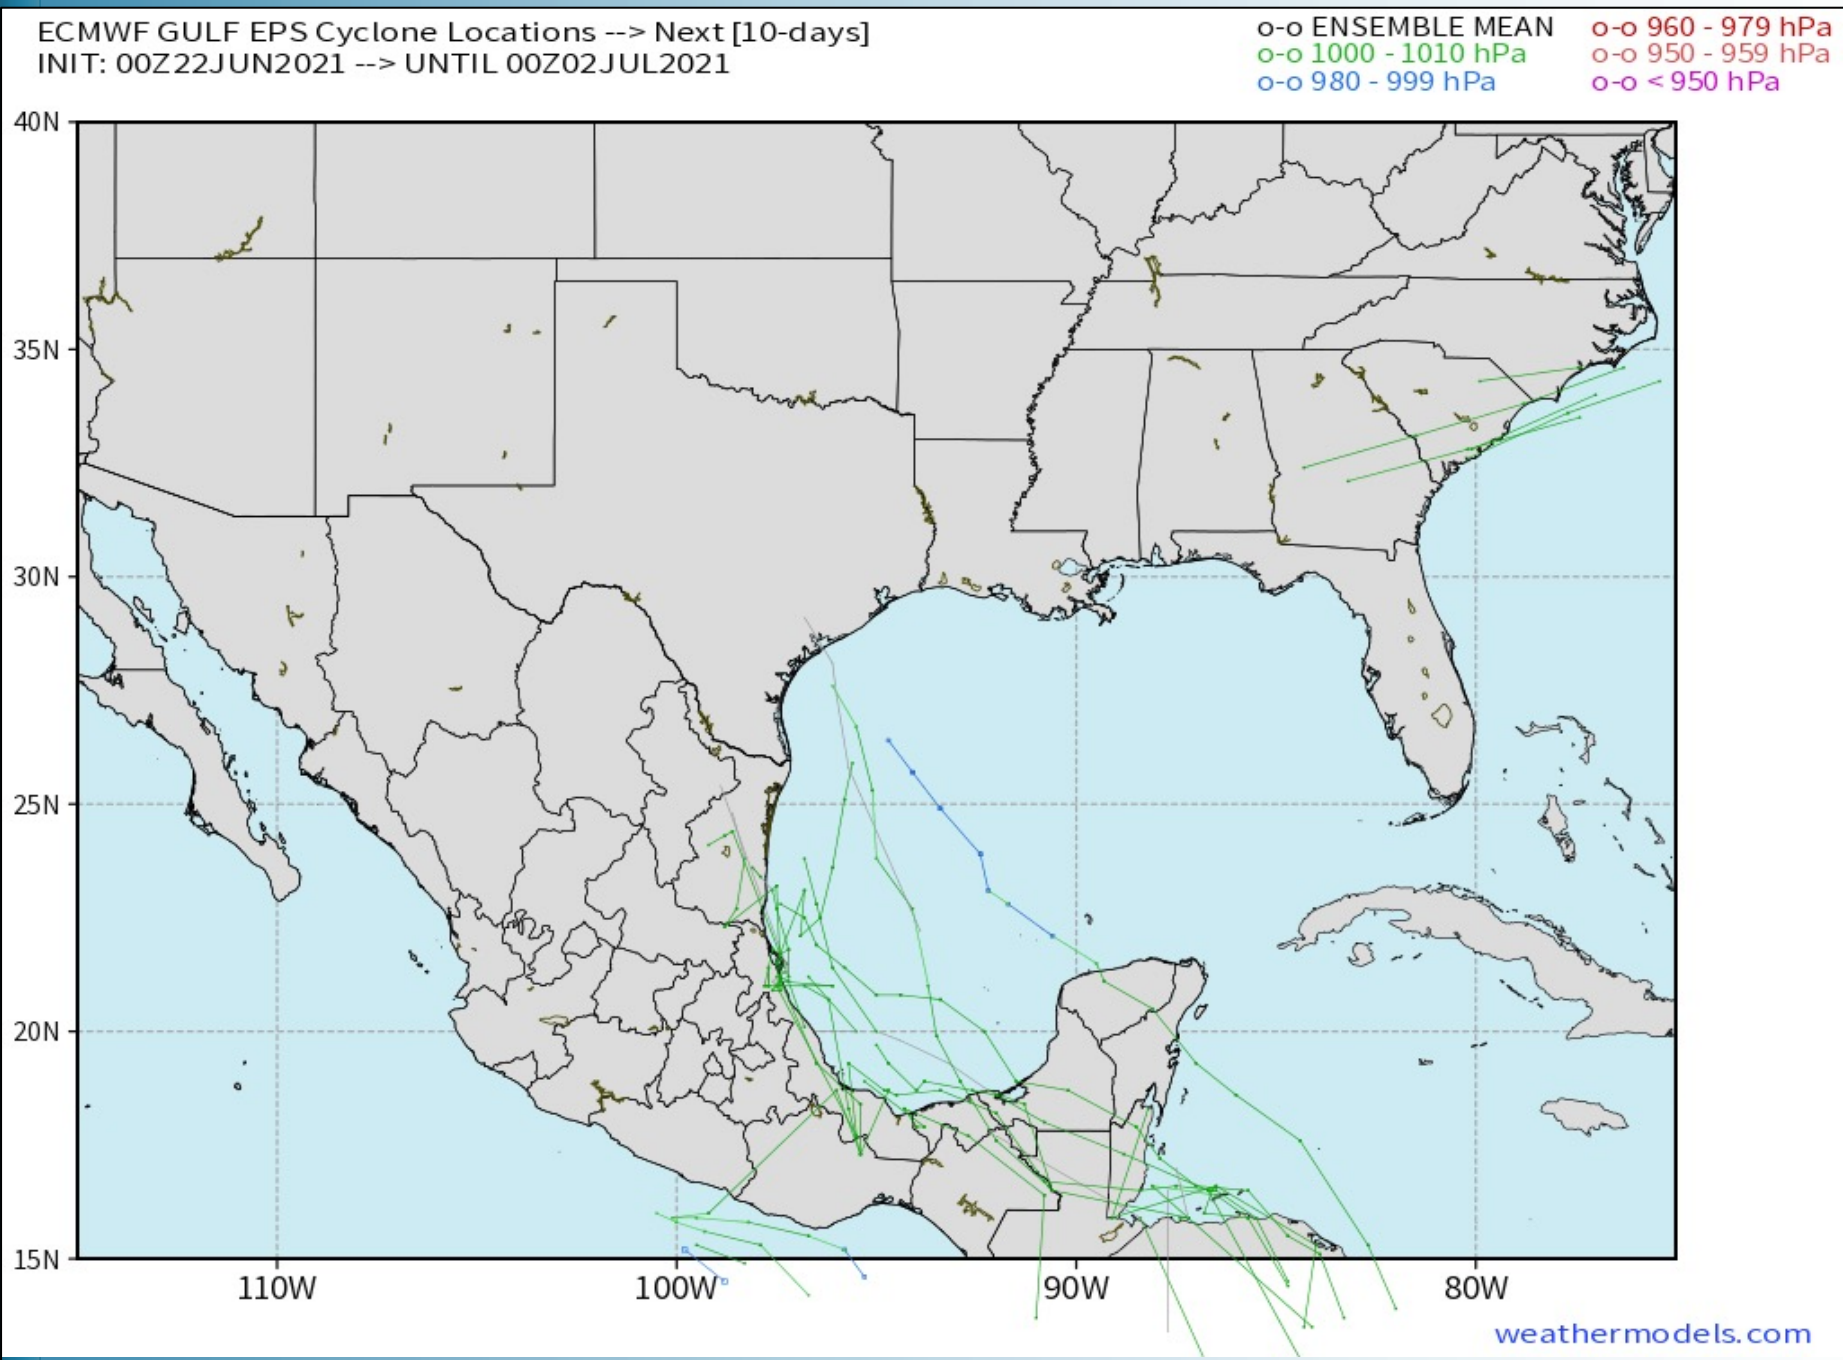 ECMWF GULF EPS Cyclone Locations --> Next [10-days]
INIT: 00Z22JUN2021 --> UNTIL 00Z02JUL2021
o-o ENSEMBLE MEAN
o-o 1000 - 1010 hPa
o-o 980 - 999 hPa
o-o 960 - 979 hPa
o-o 950 - 959 hPa
o-o < 950 hPa
40N
35N
30N
25N
20N
15N
110W 100W 90W 80W
weathermodels.com